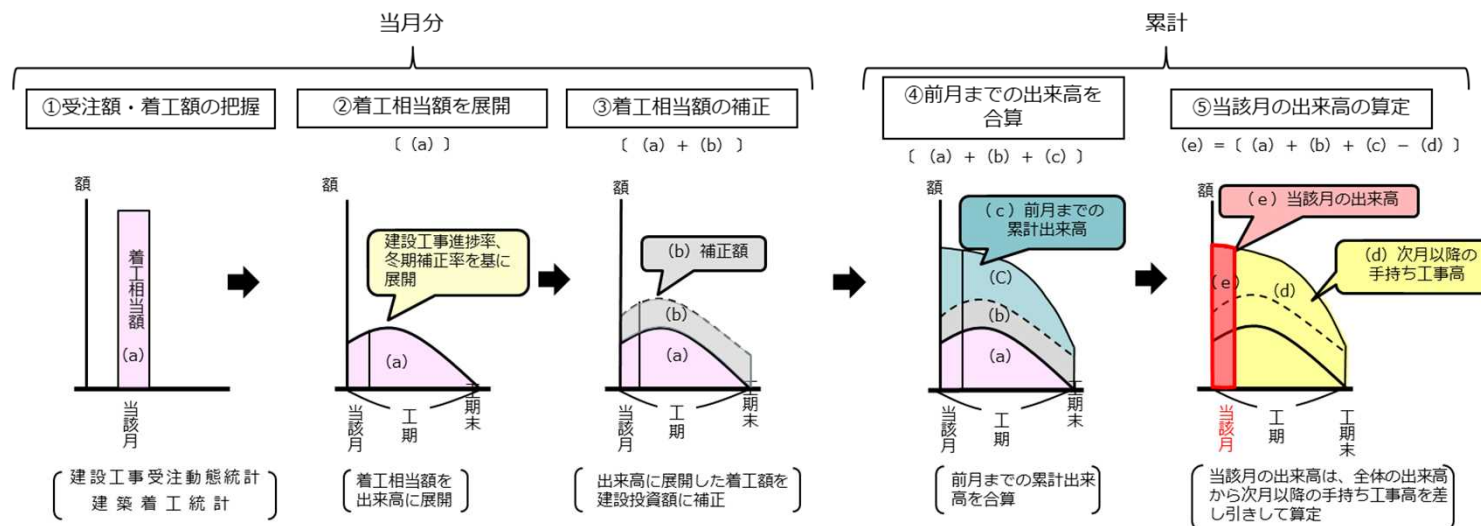 当月分
①受注額・着工額の把握
額
着工相当額
(a)
当該月
建設工事受注動態統計
建築着工統計
②着工相当額を展開
〔 (a) 〕
額
建設工事進捗率、
冬期補正率を基に
展開
(a)
当該月
工期
工期末
着工相当額を
出来高に展開
③着工相当額の補正
〔 (a) + (b) 〕
額
(b) 補正額
(b)
(a)
当該月
工期
工期末
出来高に展開した着工額を
建設投資額に補正
累計
④前月までの出来高を
合算
〔 (a) + (b) + (c) 〕
額
(c) 前月までの
累計出来高
(C)
(b)
(a)
当該月
工期
工期末
前月までの累計出来
高を合算
⑤当該月の出来高の算定
(e) =〔 (a) + (b) + (c) − (d) 〕
額
(e) 当該月の出来高
(d) 次月以降の
手持ち工事高
(e)
(d)
当該月
工期
工期末
当該月の出来高は、全体の出来高
から次月以降の手持ち工事高を差
し引きして算定